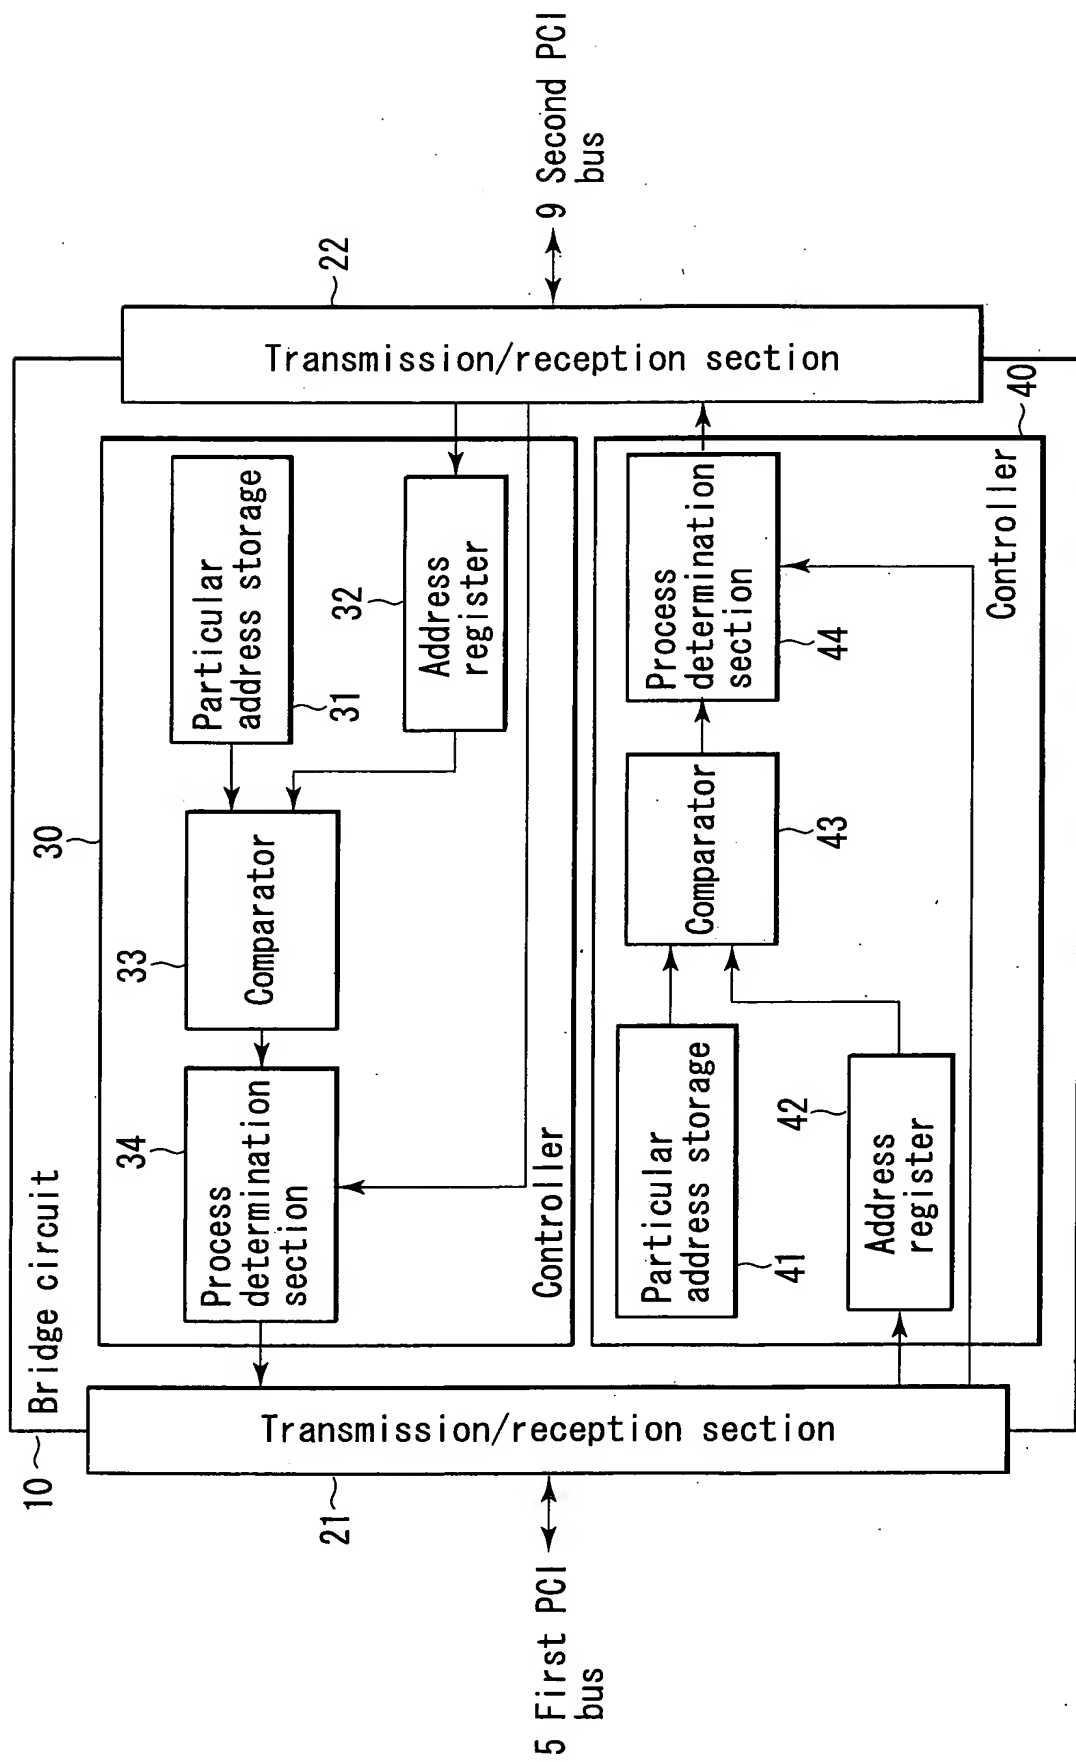 10
Bridge circuit
30
34
Process
determination
section
33
Comparator
Particular
address storage
31
32
Address
register
Controller
21
Transmission/reception section
22
Transmission/reception section
5 First PCI
bus
9 Second PCI
bus
Particular
address storage
41
42
Address
register
Comparator
43
Process
determination
section
44
Controller
40